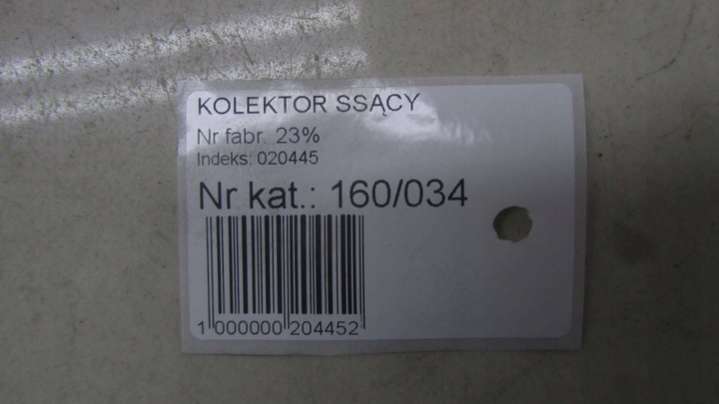 KOLEKTOR SSĄCY
Nr fabr. 23%
Indeks: 020445
Nr kat.: 160/034
1 000000 204452